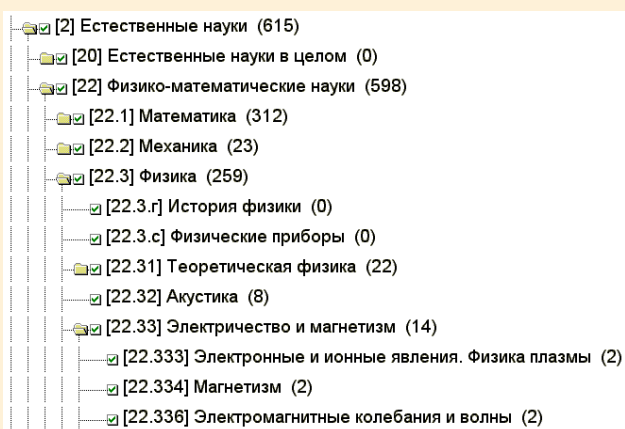 [2] Естественные науки (615)
[20] Естественные науки в целом (0)
[22] Физико-математические науки (598)
[22.1] Математика (312)
[22.2] Механика (23)
[22.3] Физика (259)
[22.3.г] История физики (0)
[22.3.с] Физические приборы (0)
[22.31] Теоретическая физика (22)
[22.32] Акустика (8)
[22.33] Электричество и магнетизм (14)
[22.333] Электронные и ионные явления. Физика плазмы (2)
[22.334] Магнетизм (2)
[22.336] Электромагнитные колебания и волны (2)